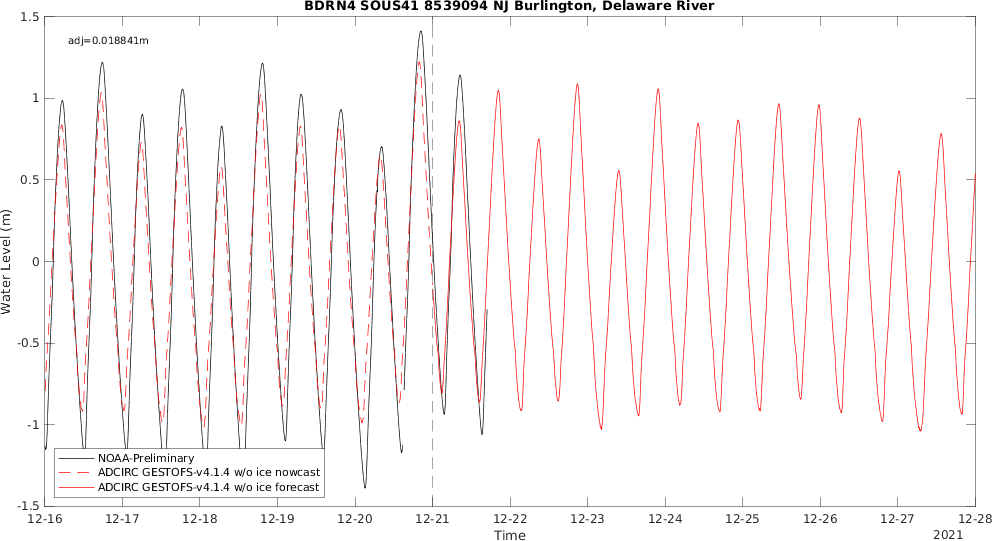 BDRN4 SOUS41 8539094 NJ Burlington, Delaware River
adj=0.018841m
1.5
1
0.5
0
-0.5
-1
-1.5
Water Level (m)
NOAA-Preliminary
ADCIRC GESTOFS-v4.1.4 w/o ice nowcast
ADCIRC GESTOFS-v4.1.4 w/o ice forecast
12-16 12-17 12-18 12-19 12-20 12-21 12-22 12-23 12-24 12-25 12-26 12-27 12-28
Time
2021